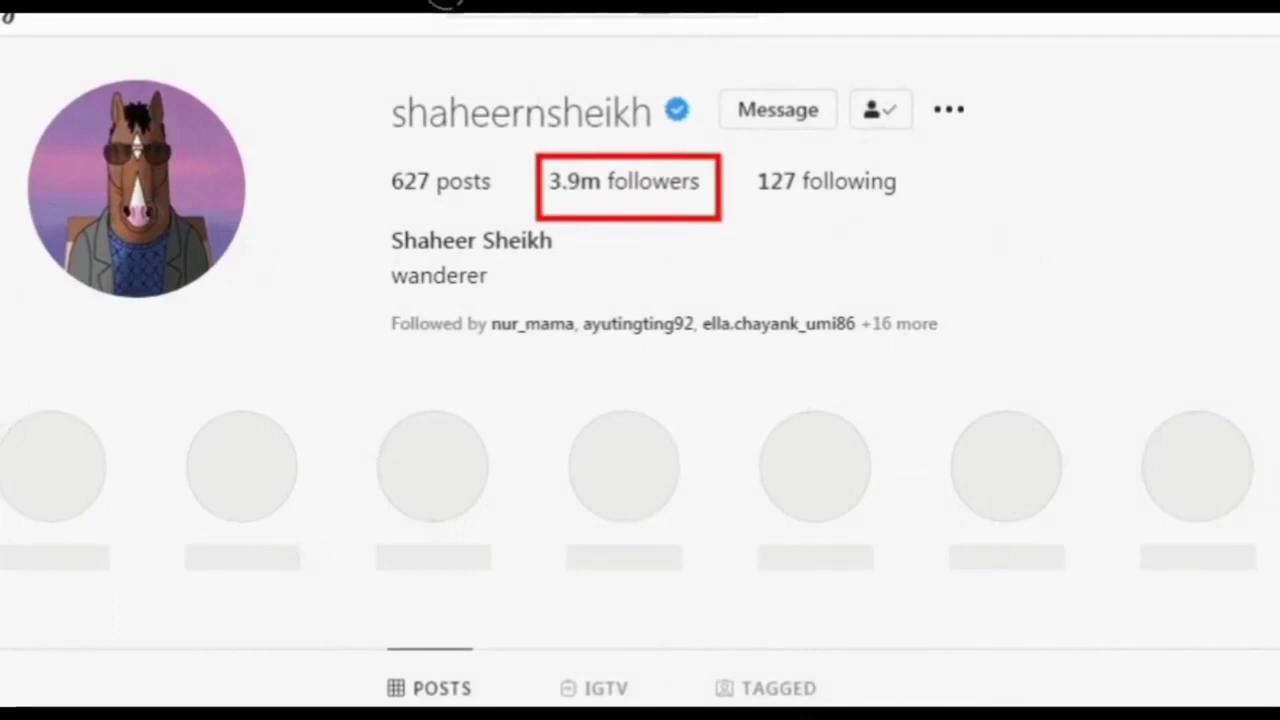 shaheernsheikh Message
627 posts 3.9m followers 127 following
Shaheer Sheikh
wanderer
Followed by nur_mama, ayutingting92, ella.chayank_umi86 +16 more
POSTS IGTV TAGGED